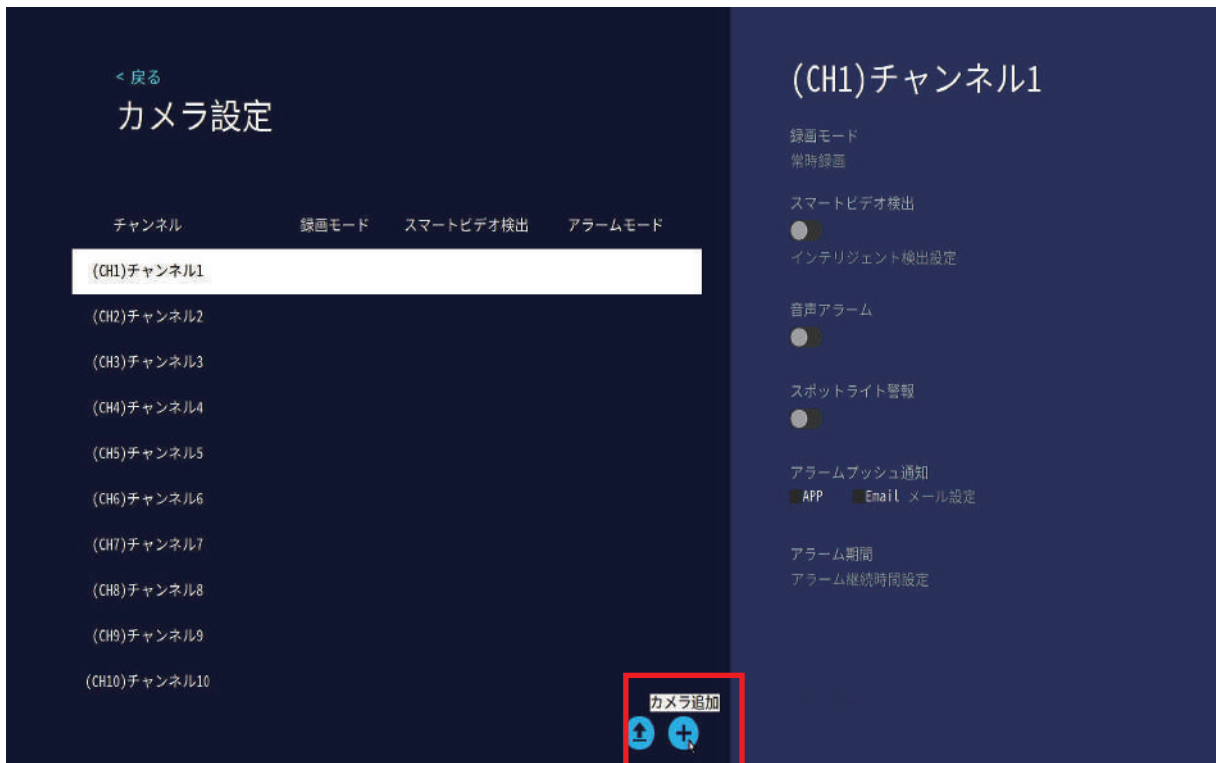 < 戻る
カメラ設定
チャンネル 録画モード スマートビデオ検出 アラームモード
(CH1)チャンネル1
(CH2)チャンネル2
(CH3)チャンネル3
(CH4)チャンネル4
(CH5)チャンネル5
(CH6)チャンネル6
(CH7)チャンネル7
(CH8)チャンネル8
(CH9)チャンネル9
(CH10)チャンネル10
カメラ追加
(CH1)チャンネル1
録画モード
常時録画
スマートビデオ検出
インテリジェント検出設定
音声アラーム
スポットライト警報
アラームプッシュ通知
APP Email メール設定
アラーム期間
アラーム継続時間設定